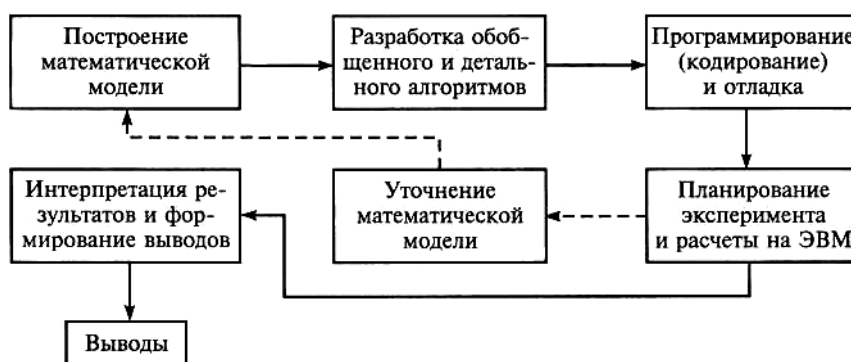 Построение
математической
модели
Разработка обоб-
щенного и деталь-
ного алгоритмов
Программирование
(кодирование)
и отладка
Интерпретация ре-
зультатов и фор-
мирование выводов
Уточнение
математической
модели
Планирование
эксперимента
и расчеты на ЭВМ
Выводы